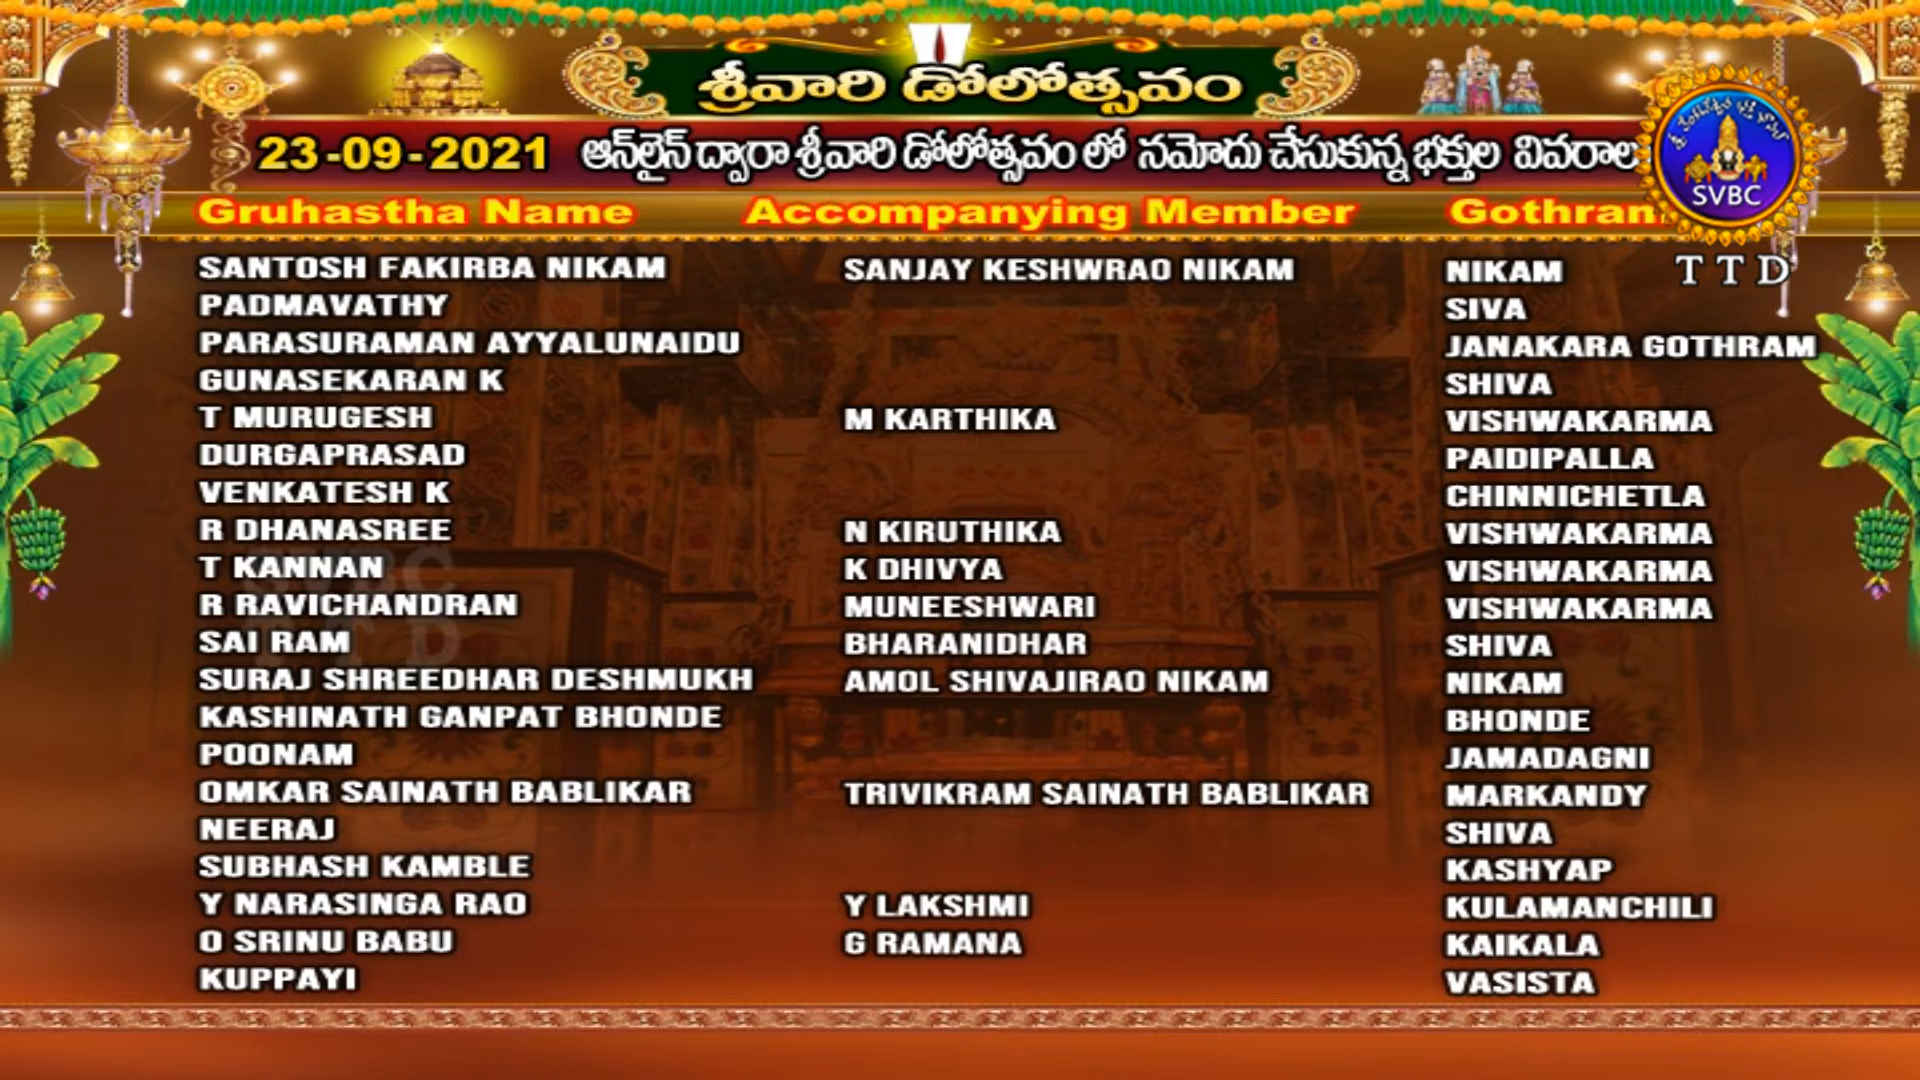 శ్రీవారి డోలోత్సవం
23-09-2021 ఆన్‌లైన్ ద్వారా శ్రీవారి డోలోత్సవం లో నమోదు చేసుకున్న భక్తుల వివరాలు
SVBC
TTD
Gruhastha Name Accompanying Member Gothram
SANTOSH FAKIRBA NIKAM SANJAY KESHWRAO NIKAM NIKAM
PADMAVATHY SIVA
PARASURAMAN AYYALUNAIDU JANAKARA GOTHRAM
GUNASEKARAN K SHIVA
T MURUGESH M KARTHIKA VISHWAKARMA
DURGAPRASAD PAIDIPALLA
VENKATESH K CHINNICHETLA
R DHANASREE N KIRUTHIKA VISHWAKARMA
T KANNAN K DHIVYA VISHWAKARMA
R RAVICHANDRAN MUNEESHWARI VISHWAKARMA
SAI RAM BHARANIDHAR SHIVA
SURAJ SHREEDHAR DESHMUKH AMOL SHIVAJIRAO NIKAM NIKAM
KASHINATH GANPAT BHONDE BHONDE
POONAM JAMADAGNI
OMKAR SAINATH BABLIKAR TRIVIKRAM SAINATH BABLIKAR MARKANDY
NEERAJ SHIVA
SUBHASH KAMBLE KASHYAP
Y NARASINGA RAO Y LAKSHMI KULAMANCHILI
O SRINU BABU G RAMANA KAIKALA
KUPPAYI VASISTA